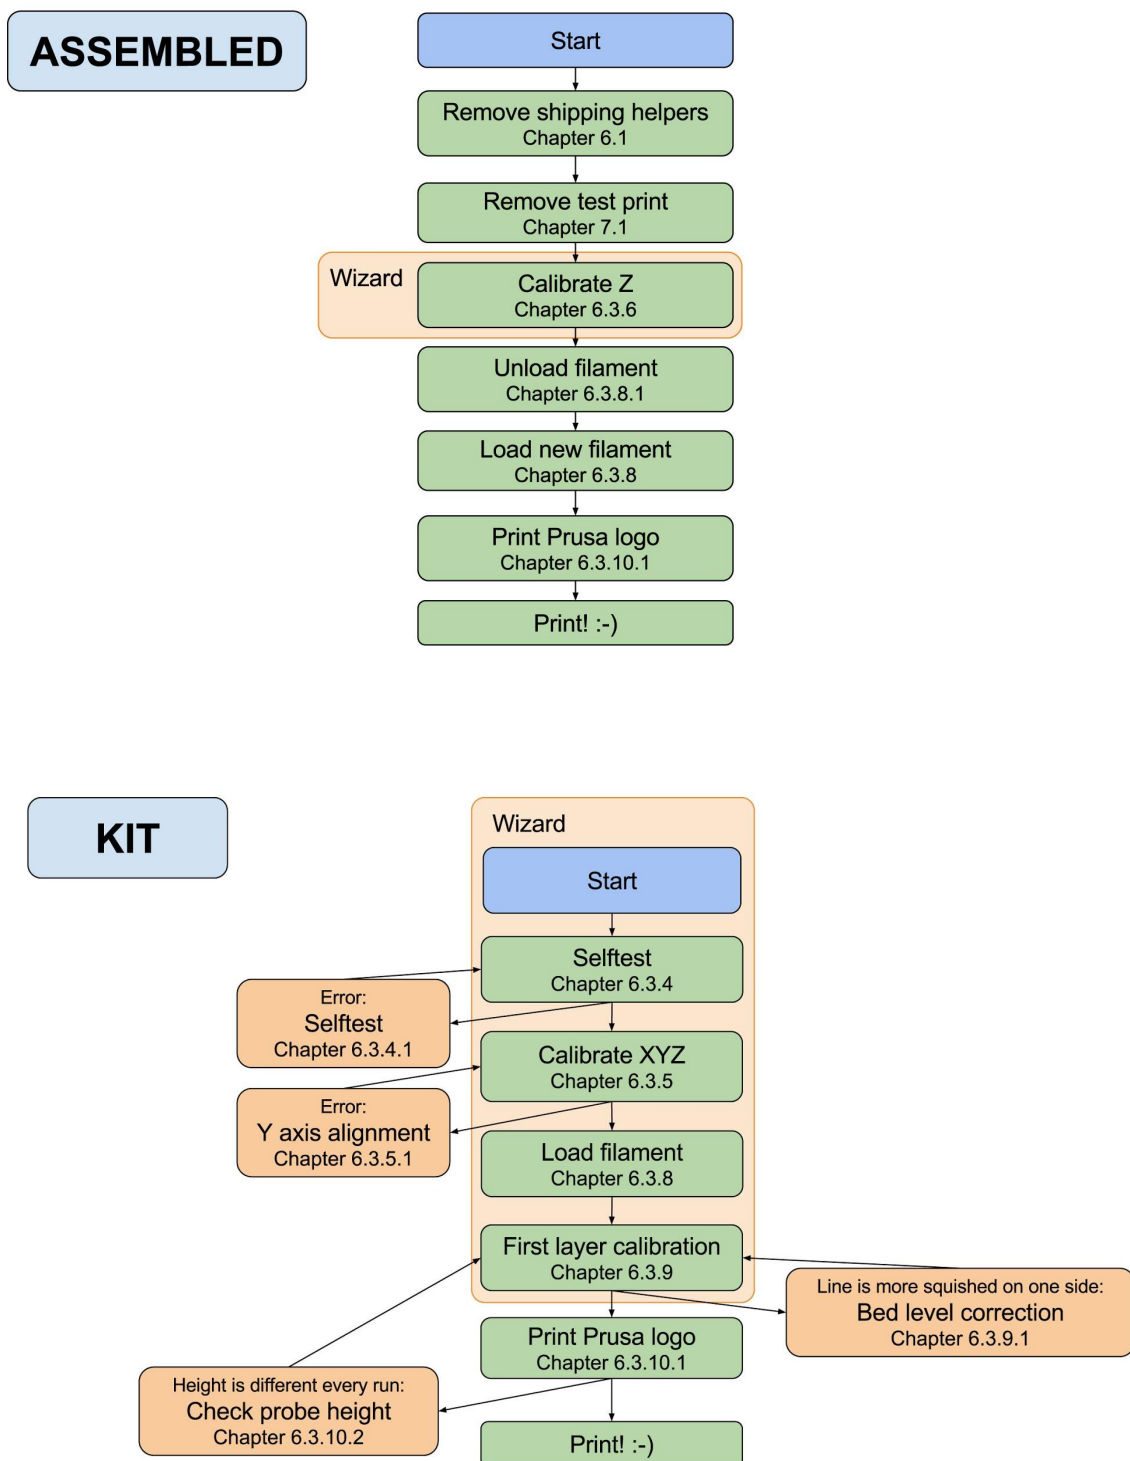 ASSEMBLED
Start
Remove shipping helpers
Chapter 6.1
Remove test print
Chapter 7.1
Wizard
Calibrate Z
Chapter 6.3.6
Unload filament
Chapter 6.3.8.1
Load new filament
Chapter 6.3.8
Print Prusa logo
Chapter 6.3.10.1
Print! :-)
KIT
Wizard
Start
Selftest
Chapter 6.3.4
Error:
Selftest
Chapter 6.3.4.1
Calibrate XYZ
Chapter 6.3.5
Error:
Y axis alignment
Chapter 6.3.5.1
Load filament
Chapter 6.3.8
First layer calibration
Chapter 6.3.9
Line is more squished on one side:
Bed level correction
Chapter 6.3.9.1
Print Prusa logo
Chapter 6.3.10.1
Height is different every run:
Check probe height
Chapter 6.3.10.2
Print! :-)